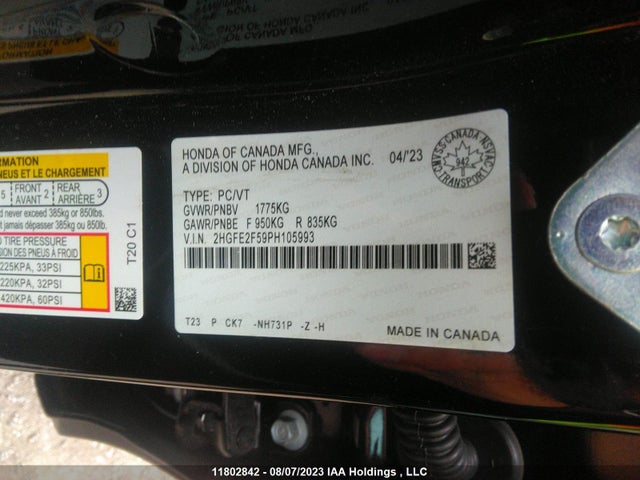 HONDA OF CANADA MFG.,
A DIVISION OF HONDA CANADA INC.
04/'23
CANADA
942
TRANSPORT
TYPE: PC/VT
GVWR/PNBV 1775KG
GAWR/PNBE F 950KG R 835KG
V.I.N. 2HGFE2F59PH105993
T23 P CK7 -NH731P -Z -H
MADE IN CANADA
ORMATION
NEUS ET LE CHARGEMENT
5 FRONT AVANT 2 REAR ARRIÈRE 3
d never exceed 385kg or 850lbs.
t jamais dépasser 385kg ou 850lb.
D TIRE PRESSURE
SION DES PNEUS À FROID
225KPA, 33PSI
220KPA, 32PSI
420KPA, 60PSI
T20 C1
11802842 - 08/07/2023 IAA Holdings , LLC